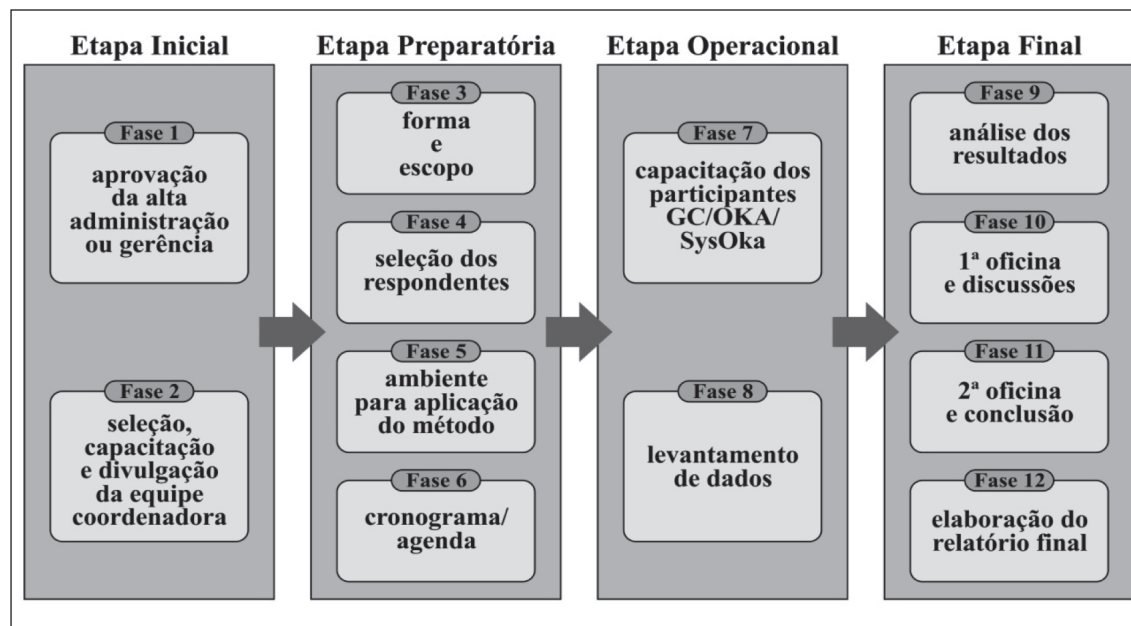 Etapa Inicial
Fase 1
aprovação
da alta
administração
ou gerência
Fase 2
seleção,
capacitação
e divulgação
da equipe
coordenadora
Etapa Preparatória
Fase 3
forma
e
escopo
Fase 4
seleção dos
respondentes
Fase 5
ambiente
para aplicação
do método
Fase 6
cronograma/
agenda
Etapa Operacional
Fase 7
capacitação dos
participantes
GC/OKA/
SysOka
Fase 8
levantamento
de dados
Etapa Final
Fase 9
análise dos
resultados
Fase 10
1ª oficina
e discussões
Fase 11
2ª oficina
e conclusão
Fase 12
elaboração do
relatório final